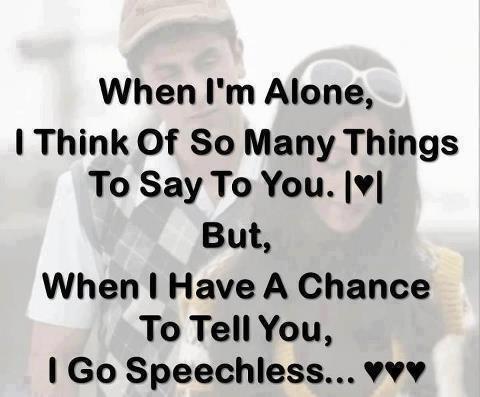 When I'm Alone,
I Think Of So Many Things
To Say To You. |♥|
But,
When I Have A Chance
To Tell You,
I Go Speechless... ♥♥♥